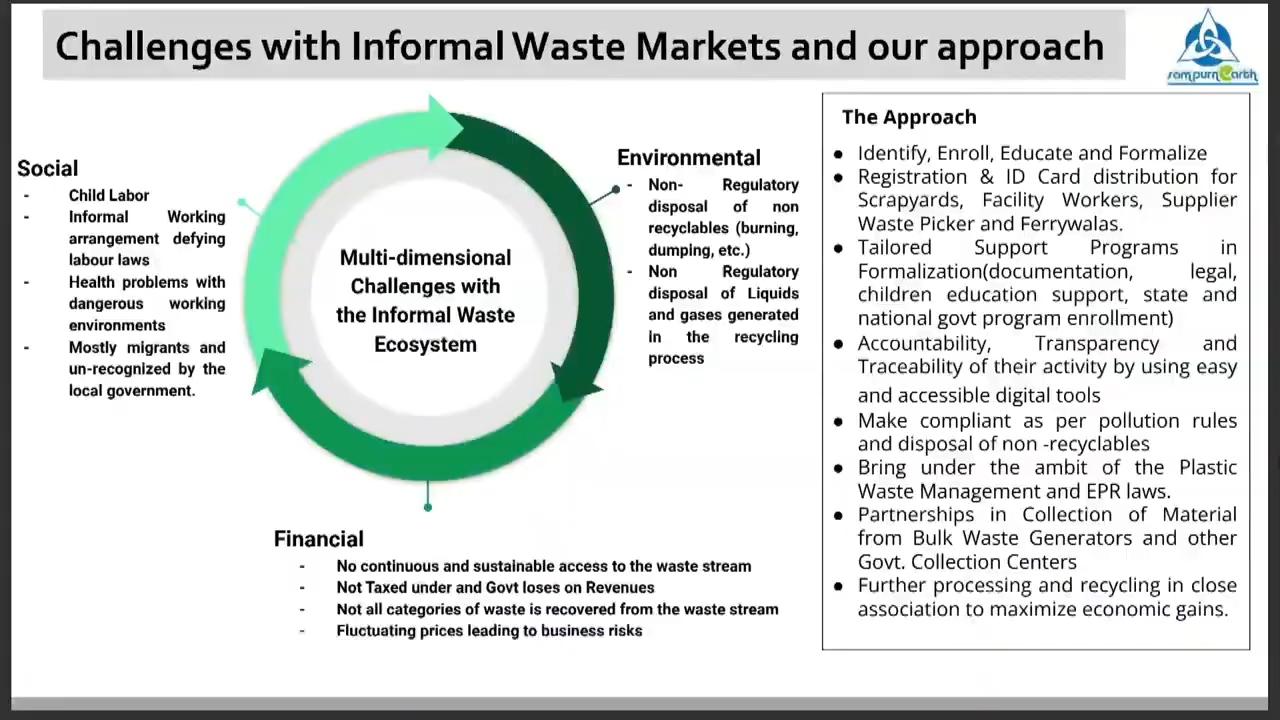 Challenges with Informal Waste Markets and our approach
sampurn earth
Social
- Child Labor
- Informal Working
arrangement defying
labour laws
- Health problems with
dangerous working
environments
- Mostly migrants and
un-recognized by the
local government.
Multi-dimensional
Challenges with
the Informal Waste
Ecosystem
Environmental
- Non- Regulatory
disposal of non
recyclables (burning,
dumping, etc.)
- Non Regulatory
disposal of Liquids
and gases generated
in the recycling
process
Financial
- No continuous and sustainable access to the waste stream
- Not Taxed under and Govt loses on Revenues
- Not all categories of waste is recovered from the waste stream
- Fluctuating prices leading to business risks
The Approach
● Identify, Enroll, Educate and Formalize
● Registration & ID Card distribution for
Scrapyards, Facility Workers, Supplier
Waste Picker and Ferrywalas.
● Tailored Support Programs in
Formalization(documentation, legal,
children education support, state and
national govt program enrollment)
● Accountability, Transparency and
Traceability of their activity by using easy
and accessible digital tools
● Make compliant as per pollution rules
and disposal of non -recyclables
● Bring under the ambit of the Plastic
Waste Management and EPR laws.
● Partnerships in Collection of Material
from Bulk Waste Generators and other
Govt. Collection Centers
● Further processing and recycling in close
association to maximize economic gains.